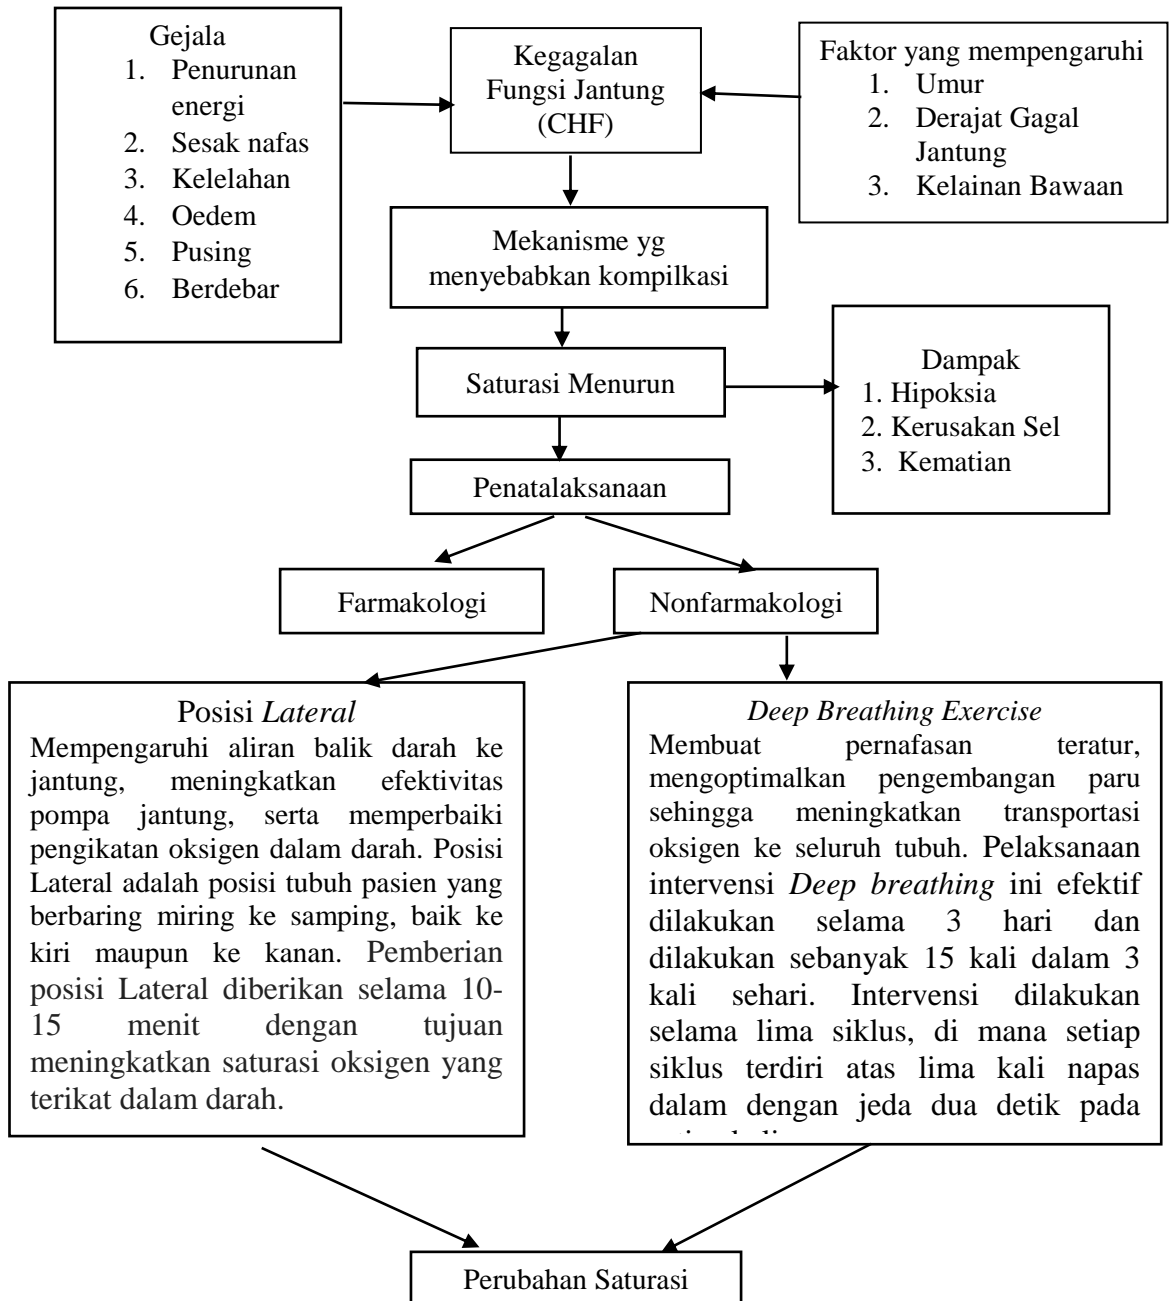 Gejala
1. Penurunan
energi
2. Sesak nafas
3. Kelelahan
4. Oedem
5. Pusing
6. Berdebar
Kegagalan
Fungsi Jantung
(CHF)
Faktor yang mempengaruhi
1. Umur
2. Derajat Gagal
Jantung
3. Kelainan Bawaan
Mekanisme yg
menyebabkan kompilkasi
Saturasi Menurun
Dampak
1. Hipoksia
2. Kerusakan Sel
3. Kematian
Penatalaksanaan
Farmakologi
Nonfarmakologi
Posisi Lateral
Mempengaruhi aliran balik darah ke
jantung, meningkatkan efektivitas
pompa jantung, serta memperbaiki
pengikatan oksigen dalam darah. Posisi
Lateral adalah posisi tubuh pasien yang
berbaring miring ke samping, baik ke
kiri maupun ke kanan. Pemberian
posisi Lateral diberikan selama 10-
15 menit dengan tujuan
meningkatkan saturasi oksigen yang
terikat dalam darah.
Deep Breathing Exercise
Membuat pernafasan teratur,
mengoptimalkan pengembangan paru
sehingga meningkatkan transportasi
oksigen ke seluruh tubuh. Pelaksanaan
intervensi Deep breathing ini efektif
dilakukan selama 3 hari dan
dilakukan sebanyak 15 kali dalam 3
kali sehari. Intervensi dilakukan
selama lima siklus, di mana setiap
siklus terdiri atas lima kali napas
dalam dengan jeda dua detik pada
Perubahan Saturasi